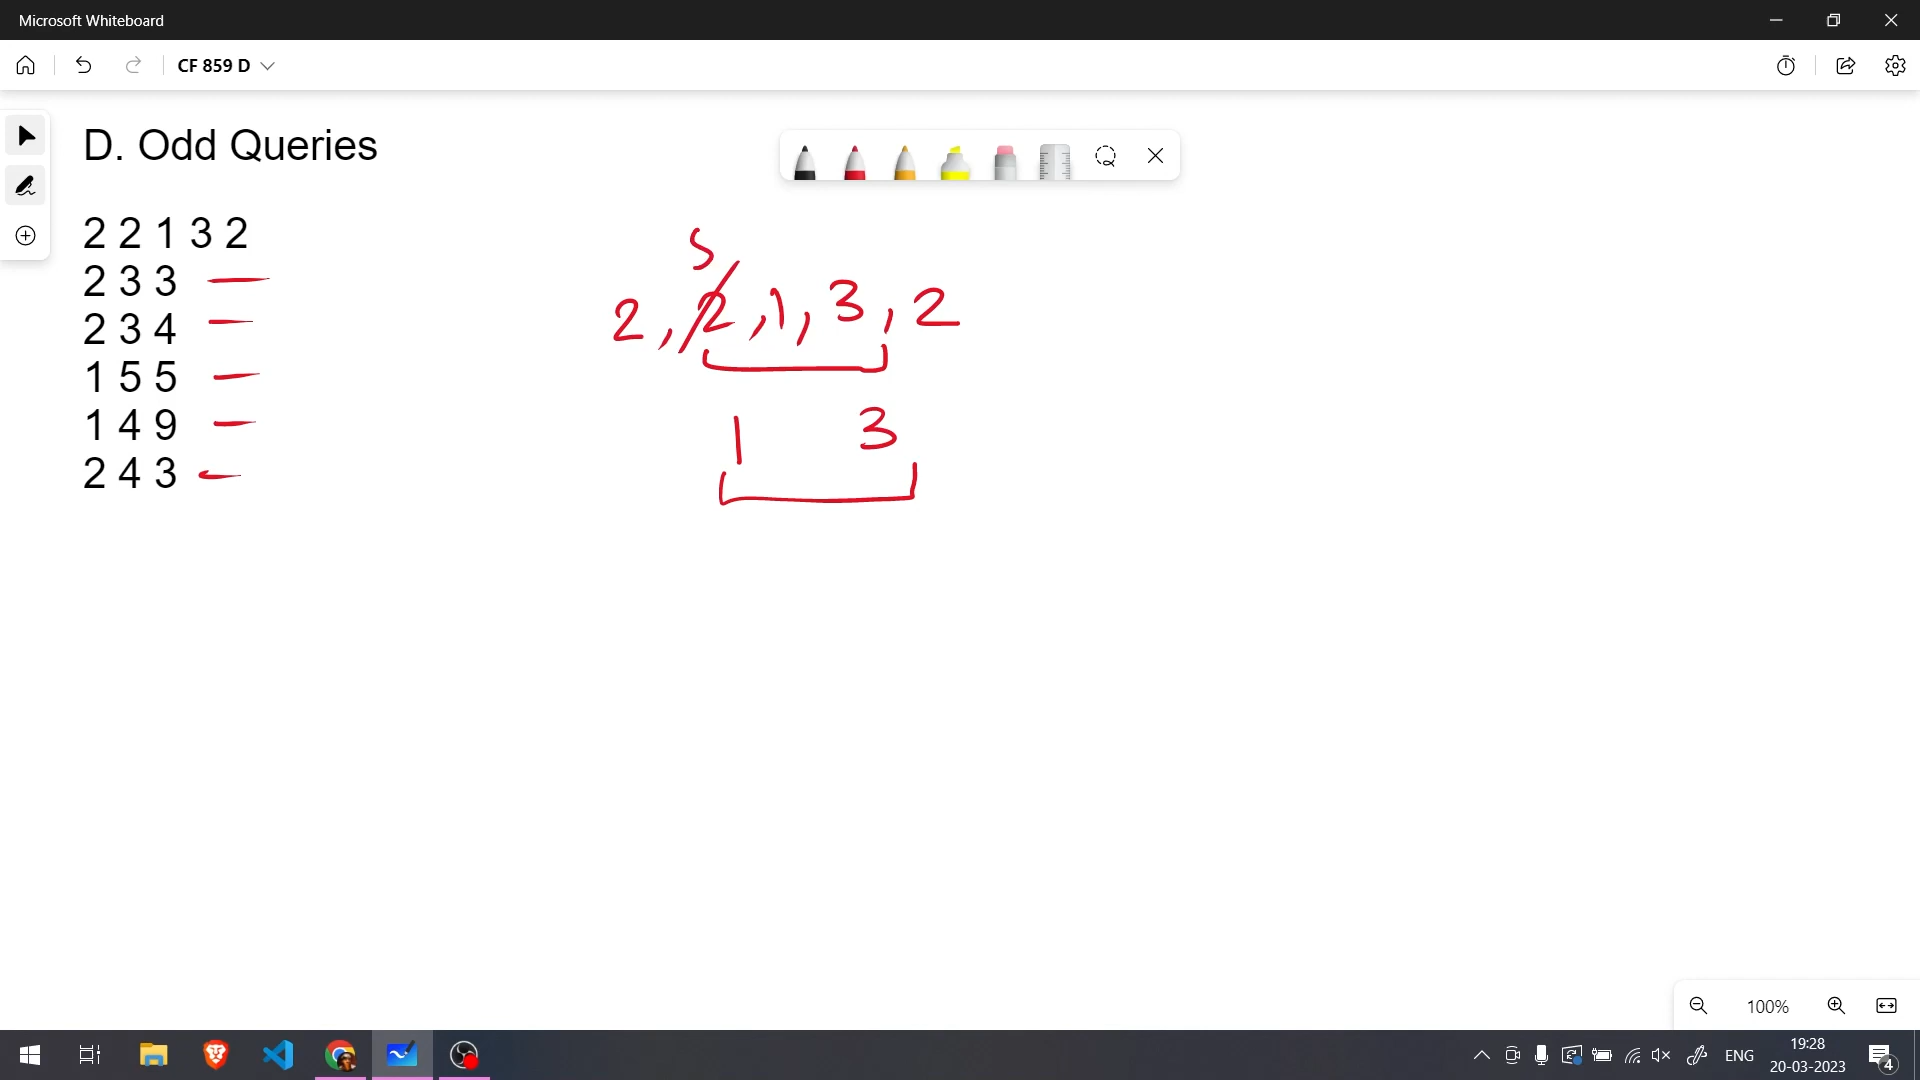 Microsoft Whiteboard
CF 859 D
D. Odd Queries
2 2 1 3 2
2 3 3
2 3 4
1 5 5
1 4 9
2 4 3
5
2, 2, 1, 3, 2
1 3
100%
ENG
19:28
20-03-2023
4